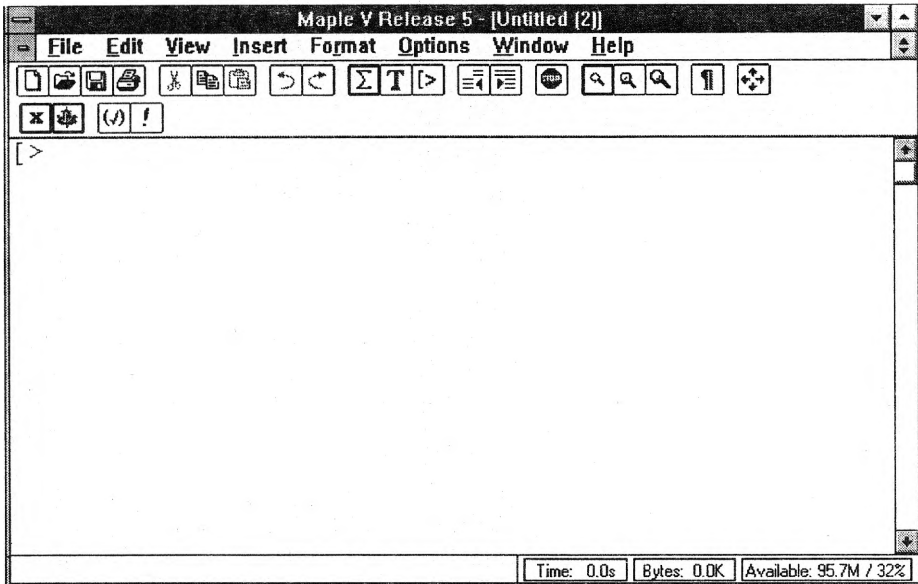 Maple V Release 5 - [Untitled (2)]
File Edit View Insert Format Options Window Help
Σ T [>
STOP ¶
x (√) !
[ >
Time: 0.0s Bytes: 0.0K Available: 95.7M / 32%